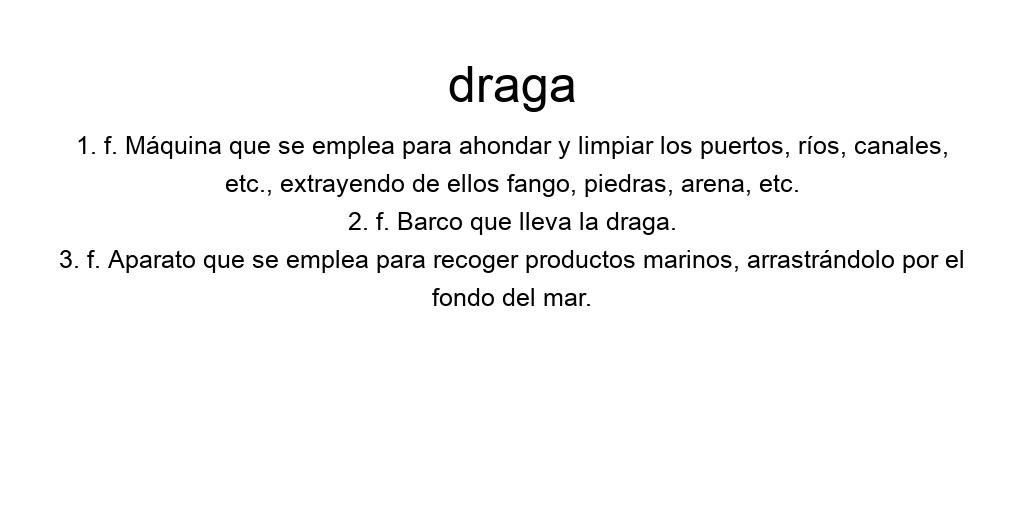 draga
1. f. Máquina que se emplea para ahondar y limpiar los puertos, ríos, canales,
etc., extrayendo de ellos fango, piedras, arena, etc.
2. f. Barco que lleva la draga.
3. f. Aparato que se emplea para recoger productos marinos, arrastrándolo por el
fondo del mar.